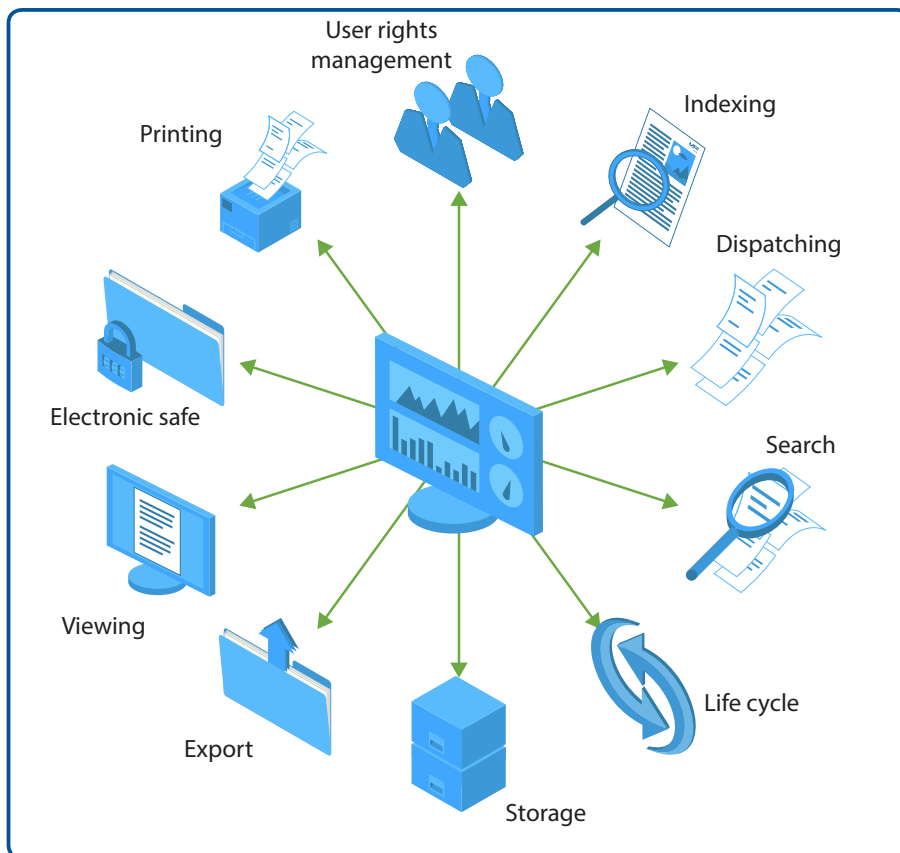 User rights
management
Indexing
Printing
Dispatching
Electronic safe
Search
Viewing
Life cycle
Export
Storage